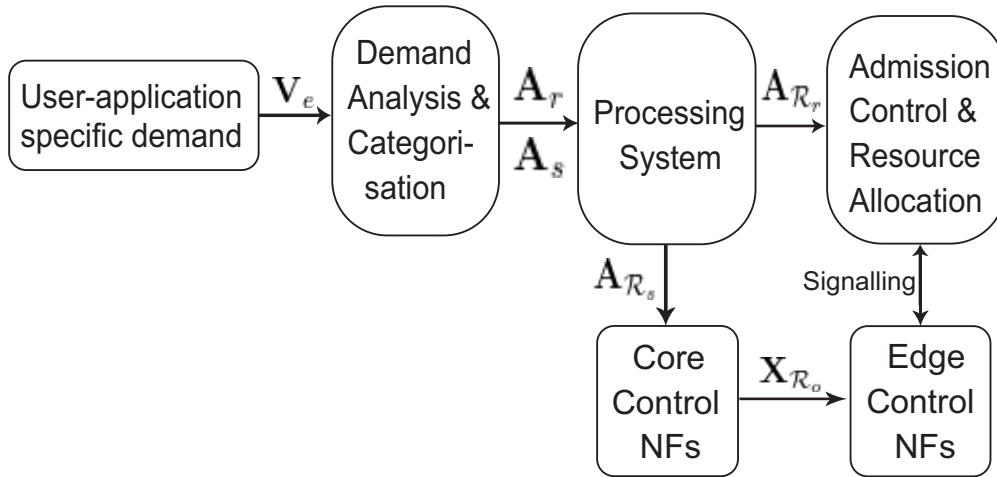 User-application
specific demand
V_e
Demand
Analysis &
Categori-
sation
A_r
A_s
Processing
System
A_{ℛ_r}
Admission
Control &
Resource
Allocation
A_{ℛ_s}
Signalling
Core
Control
NFs
X_{ℛ_o}
Edge
Control
NFs